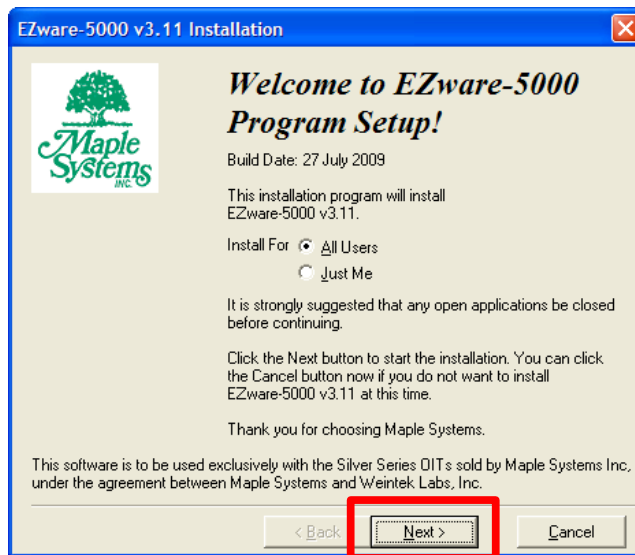 EZware-5000 v3.11 Installation
Maple
Systems
INC.
Welcome to EZware-5000
Program Setup!
Build Date: 27 July 2009
This installation program will install
EZware-5000 v3.11.
Install For All Users
Just Me
It is strongly suggested that any open applications be closed
before continuing.
Click the Next button to start the installation. You can click
the Cancel button now if you do not want to install
EZware-5000 v3.11 at this time.
Thank you for choosing Maple Systems.
This software is to be used exclusively with the Silver Series OITs sold by Maple Systems Inc,
under the agreement between Maple Systems and Weintek Labs, Inc.
< Back Next > Cancel